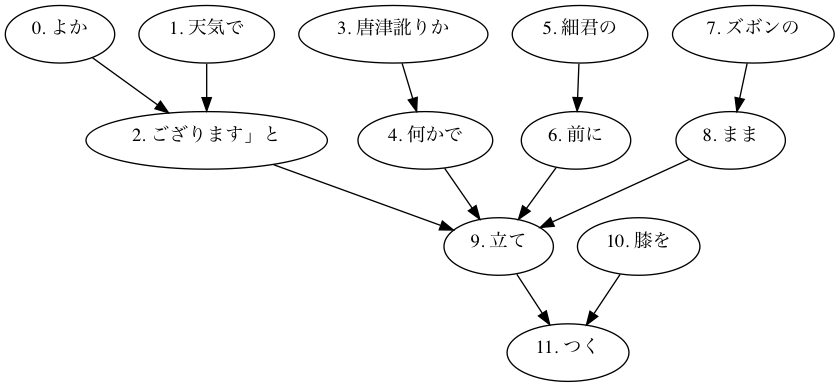 0. よか
1. 天気で
3. 唐津訛りか
5. 細君の
7. ズボンの
2. ござります」と
4. 何かで
6. 前に
8. まま
9. 立て
10. 膝を
11. つく